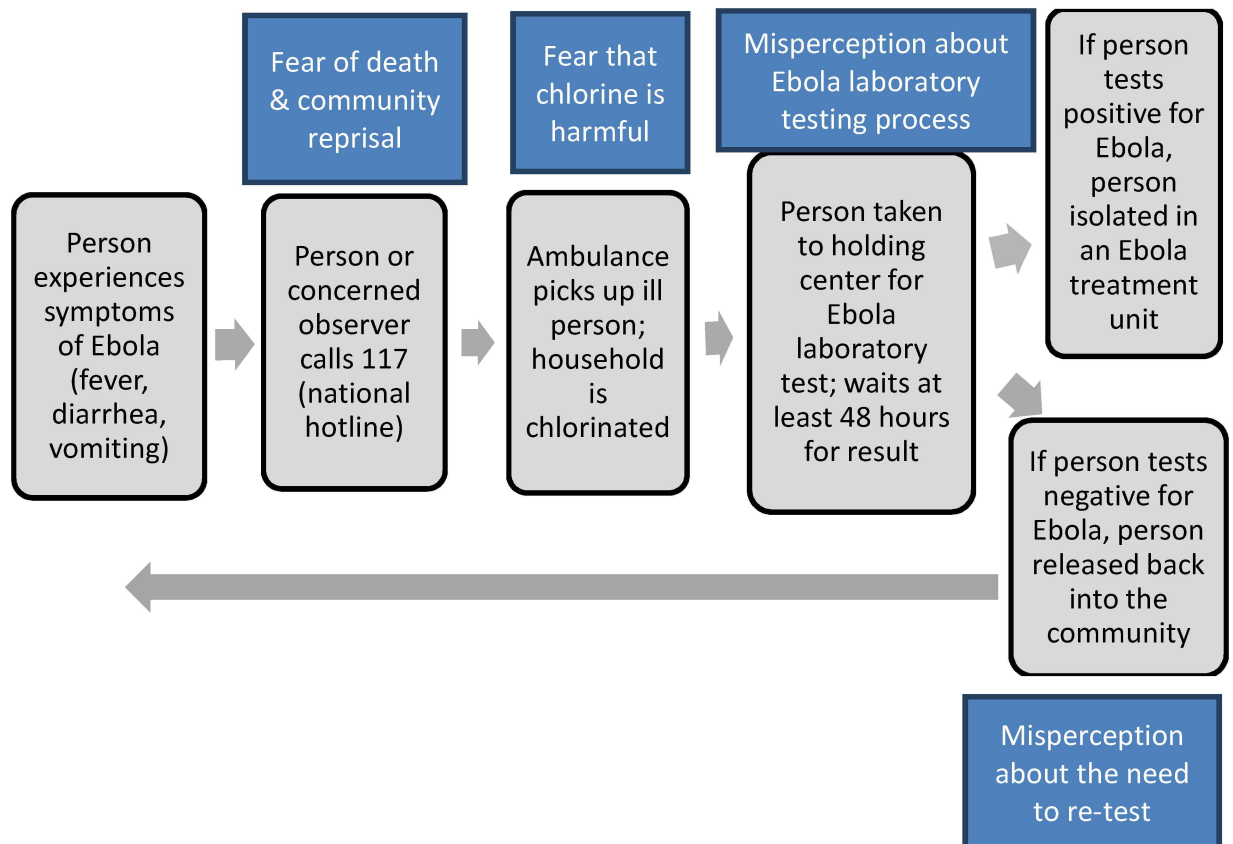 Fear of death
& community
reprisal
Fear that
chlorine is
harmful
Misperception about
Ebola laboratory
testing process
If person
tests
positive for
Ebola,
person
isolated in
an Ebola
treatment
unit
Person
experiences
symptoms
of Ebola
(fever,
diarrhea,
vomiting)
Person or
concerned
observer
calls 117
(national
hotline)
Ambulance
picks up ill
person;
household
is
chlorinated
Person taken
to holding
center for
Ebola
laboratory
test; waits at
least 48 hours
for result
If person tests
negative for
Ebola, person
released back
into the
community
Misperception
about the need
to re-test